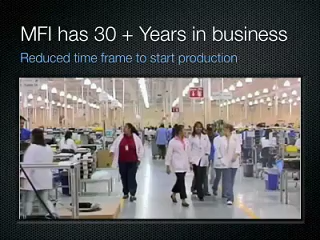 MFI has 30 + Years in business
Reduced time frame to start production